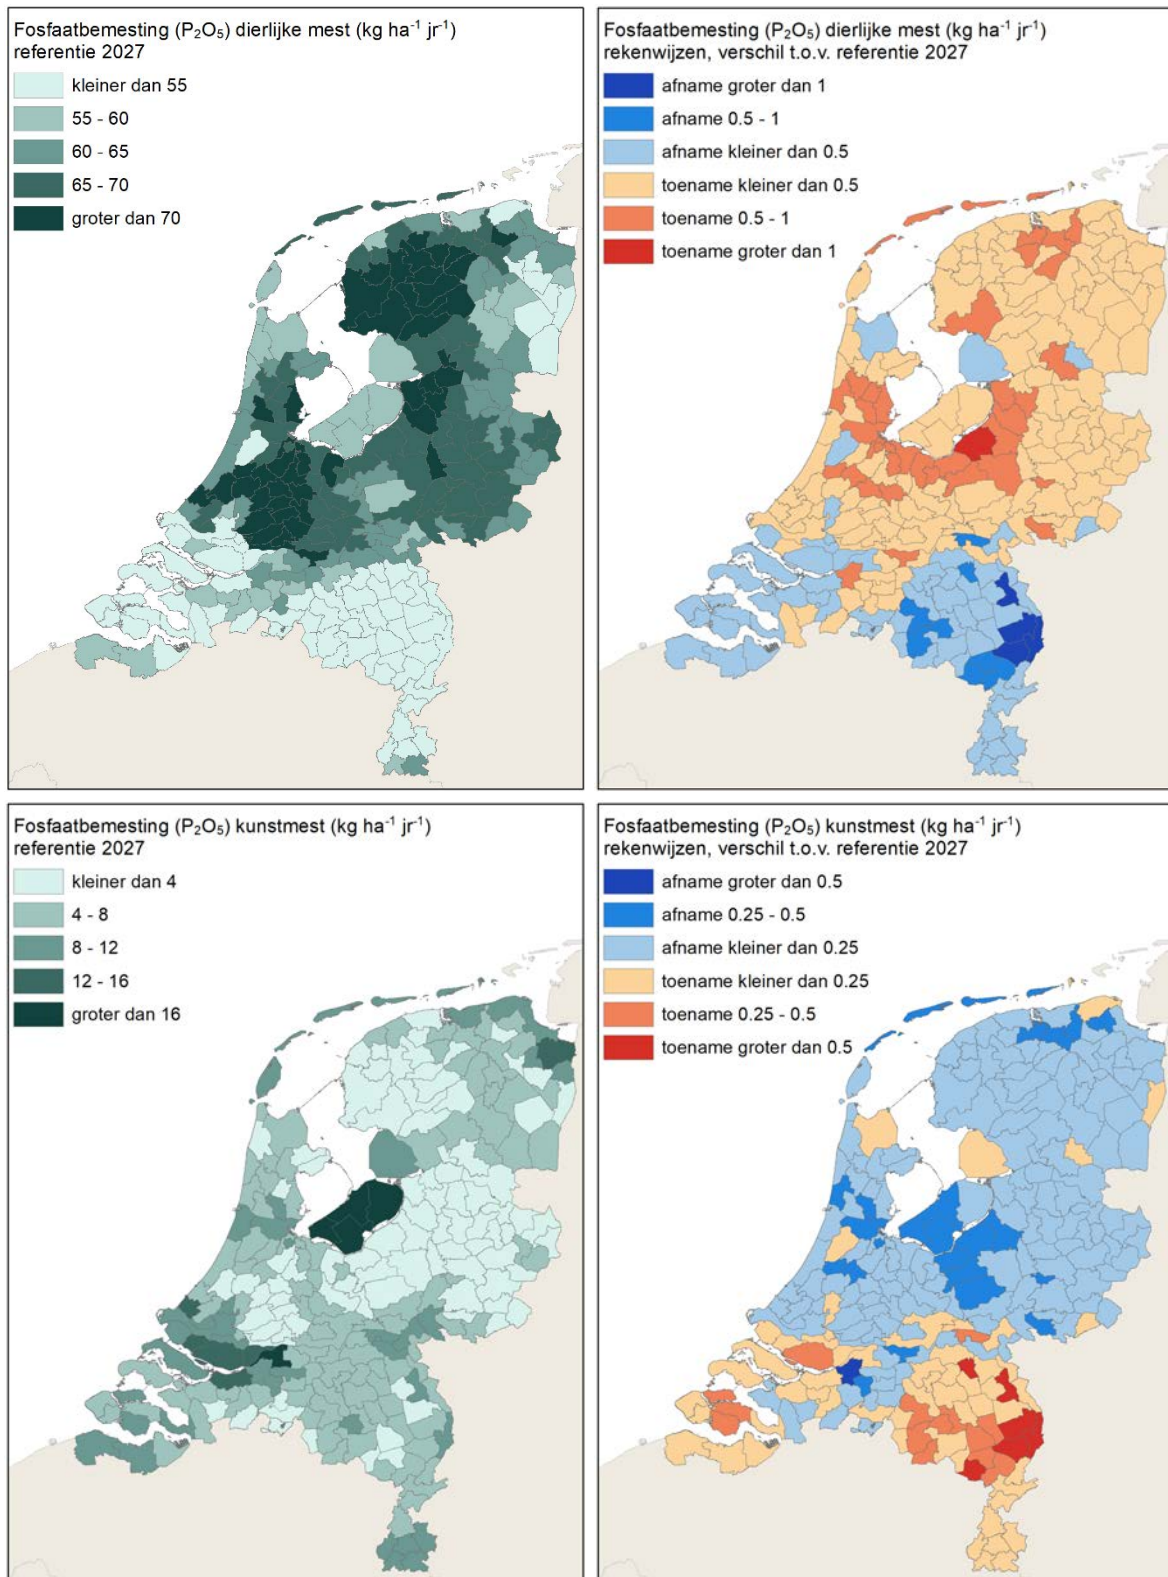 Fosfaatbemesting (P₂O₅) dierlijke mest (kg ha⁻¹ jr⁻¹)
referentie 2027
kleiner dan 55
55 - 60
60 - 65
65 - 70
groter dan 70
Fosfaatbemesting (P₂O₅) dierlijke mest (kg ha⁻¹ jr⁻¹)
rekenwijzen, verschil t.o.v. referentie 2027
afname groter dan 1
afname 0.5 - 1
afname kleiner dan 0.5
toename kleiner dan 0.5
toename 0.5 - 1
toename groter dan 1
Fosfaatbemesting (P₂O₅) kunstmest (kg ha⁻¹ jr⁻¹)
referentie 2027
kleiner dan 4
4 - 8
8 - 12
12 - 16
groter dan 16
Fosfaatbemesting (P₂O₅) kunstmest (kg ha⁻¹ jr⁻¹)
rekenwijzen, verschil t.o.v. referentie 2027
afname groter dan 0.5
afname 0.25 - 0.5
afname kleiner dan 0.25
toename kleiner dan 0.25
toename 0.25 - 0.5
toename groter dan 0.5